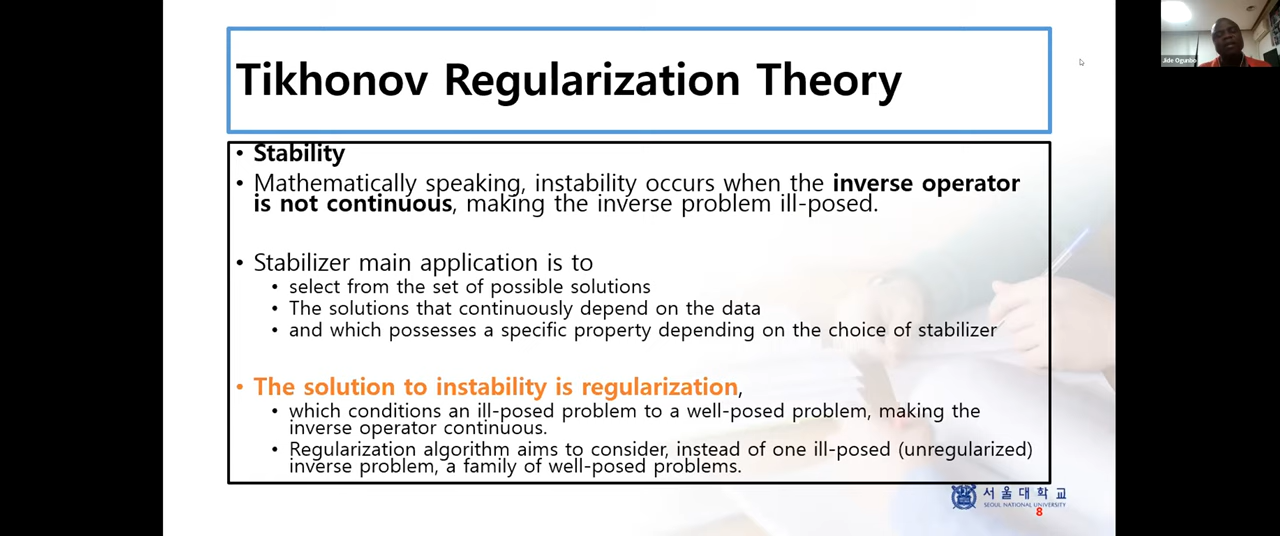 Tikhonov Regularization Theory
• Stability
• Mathematically speaking, instability occurs when the inverse operator
is not continuous, making the inverse problem ill-posed.
• Stabilizer main application is to
• select from the set of possible solutions
• The solutions that continuously depend on the data
• and which possesses a specific property depending on the choice of stabilizer
• The solution to instability is regularization,
• which conditions an ill-posed problem to a well-posed problem, making the
inverse operator continuous.
• Regularization algorithm aims to consider, instead of one ill-posed (unregularized)
inverse problem, a family of well-posed problems.
서울대학교
SEOUL NATIONAL UNIVERSITY
8
Jide Ogunbo